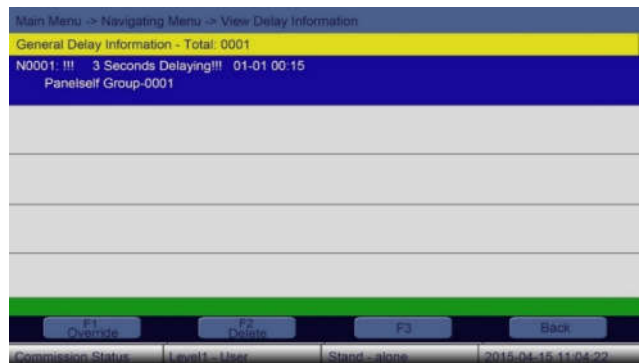 Main Menu -> Navigating Menu -> View Delay Information
General Delay Information - Total: 0001
N0001: !!! 3 Seconds Delaying!!! 01-01 00:15
Panelself Group-0001
F1 F2 F3 Back
Override Delete
Commission Status Level1 - User Stand - alone 2015-04-15 11:04:22